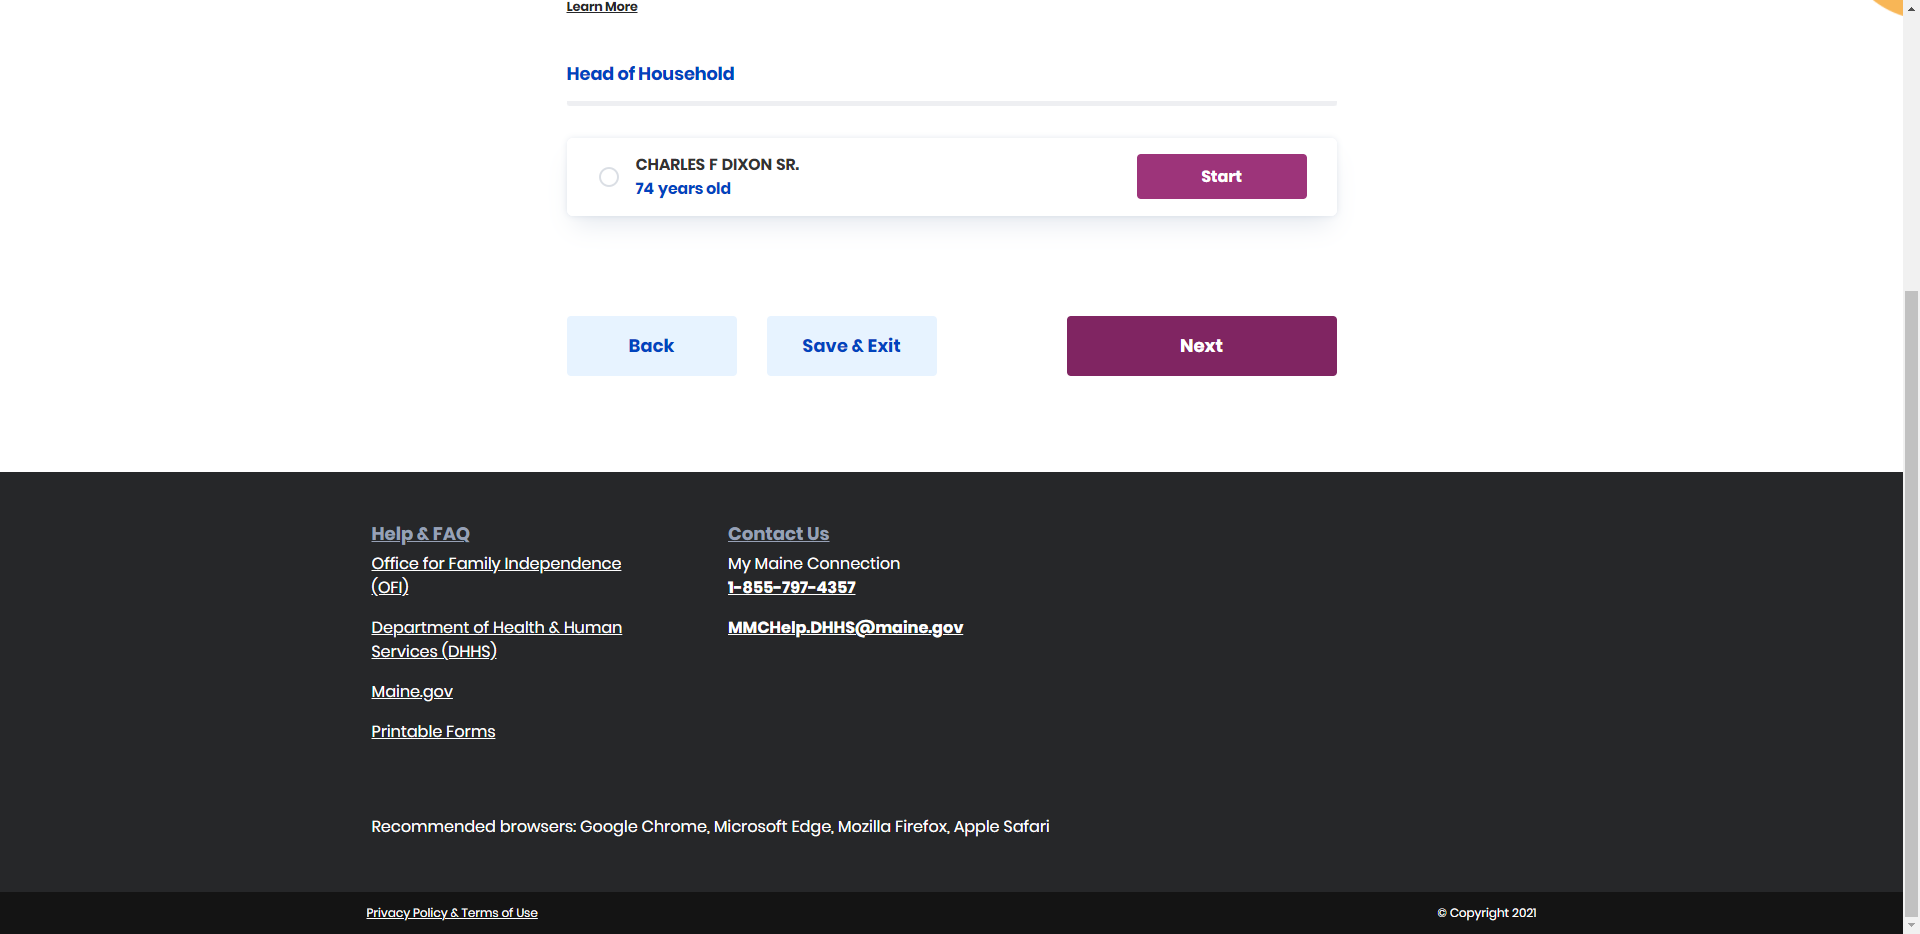 Learn More
Head of Household
CHARLES F DIXON SR.
74 years old
Start
Back
Save & Exit
Next
Help & FAQ
Office for Family Independence
(OFI)
Department of Health & Human
Services (DHHS)
Maine.gov
Printable Forms
Contact Us
My Maine Connection
1-855-797-4357
MMCHelp.DHHS@maine.gov
Recommended browsers: Google Chrome, Microsoft Edge, Mozilla Firefox, Apple Safari
Privacy Policy & Terms of Use
© Copyright 2021